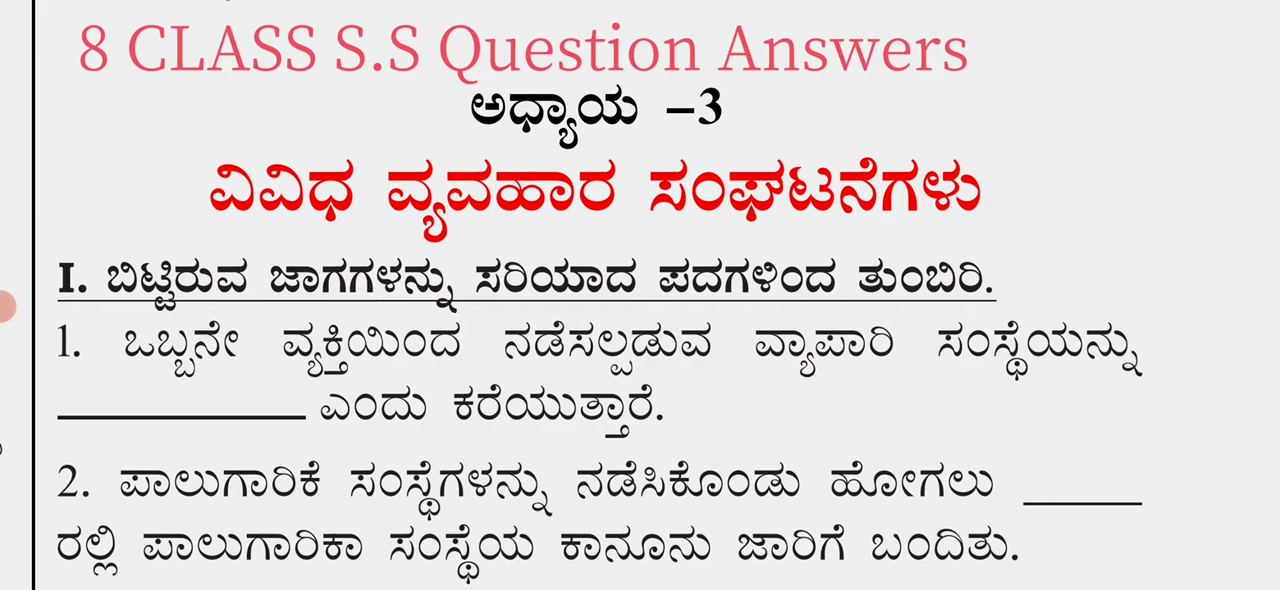 8 CLASS S.S Question Answers
ಅಧ್ಯಾಯ –3
ವಿವಿಧ ವ್ಯವಹಾರ ಸಂಘಟನೆಗಳು
I. ಬಿಟ್ಟಿರುವ ಜಾಗಗಳನ್ನು ಸರಿಯಾದ ಪದಗಳಿಂದ ತುಂಬಿರಿ.
1. ಒಬ್ಬನೇ ವ್ಯಕ್ತಿಯಿಂದ ನಡೆಸಲ್ಪಡುವ ವ್ಯಾಪಾರಿ ಸಂಸ್ಥೆಯನ್ನು
__________ ಎಂದು ಕರೆಯುತ್ತಾರೆ.
2. ಪಾಲುಗಾರಿಕೆ ಸಂಸ್ಥೆಗಳನ್ನು ನಡೆಸಿಕೊಂಡು ಹೋಗಲು _____
ರಲ್ಲಿ ಪಾಲುಗಾರಿಕಾ ಸಂಸ್ಥೆಯ ಕಾನೂನು ಜಾರಿಗೆ ಬಂದಿತು.